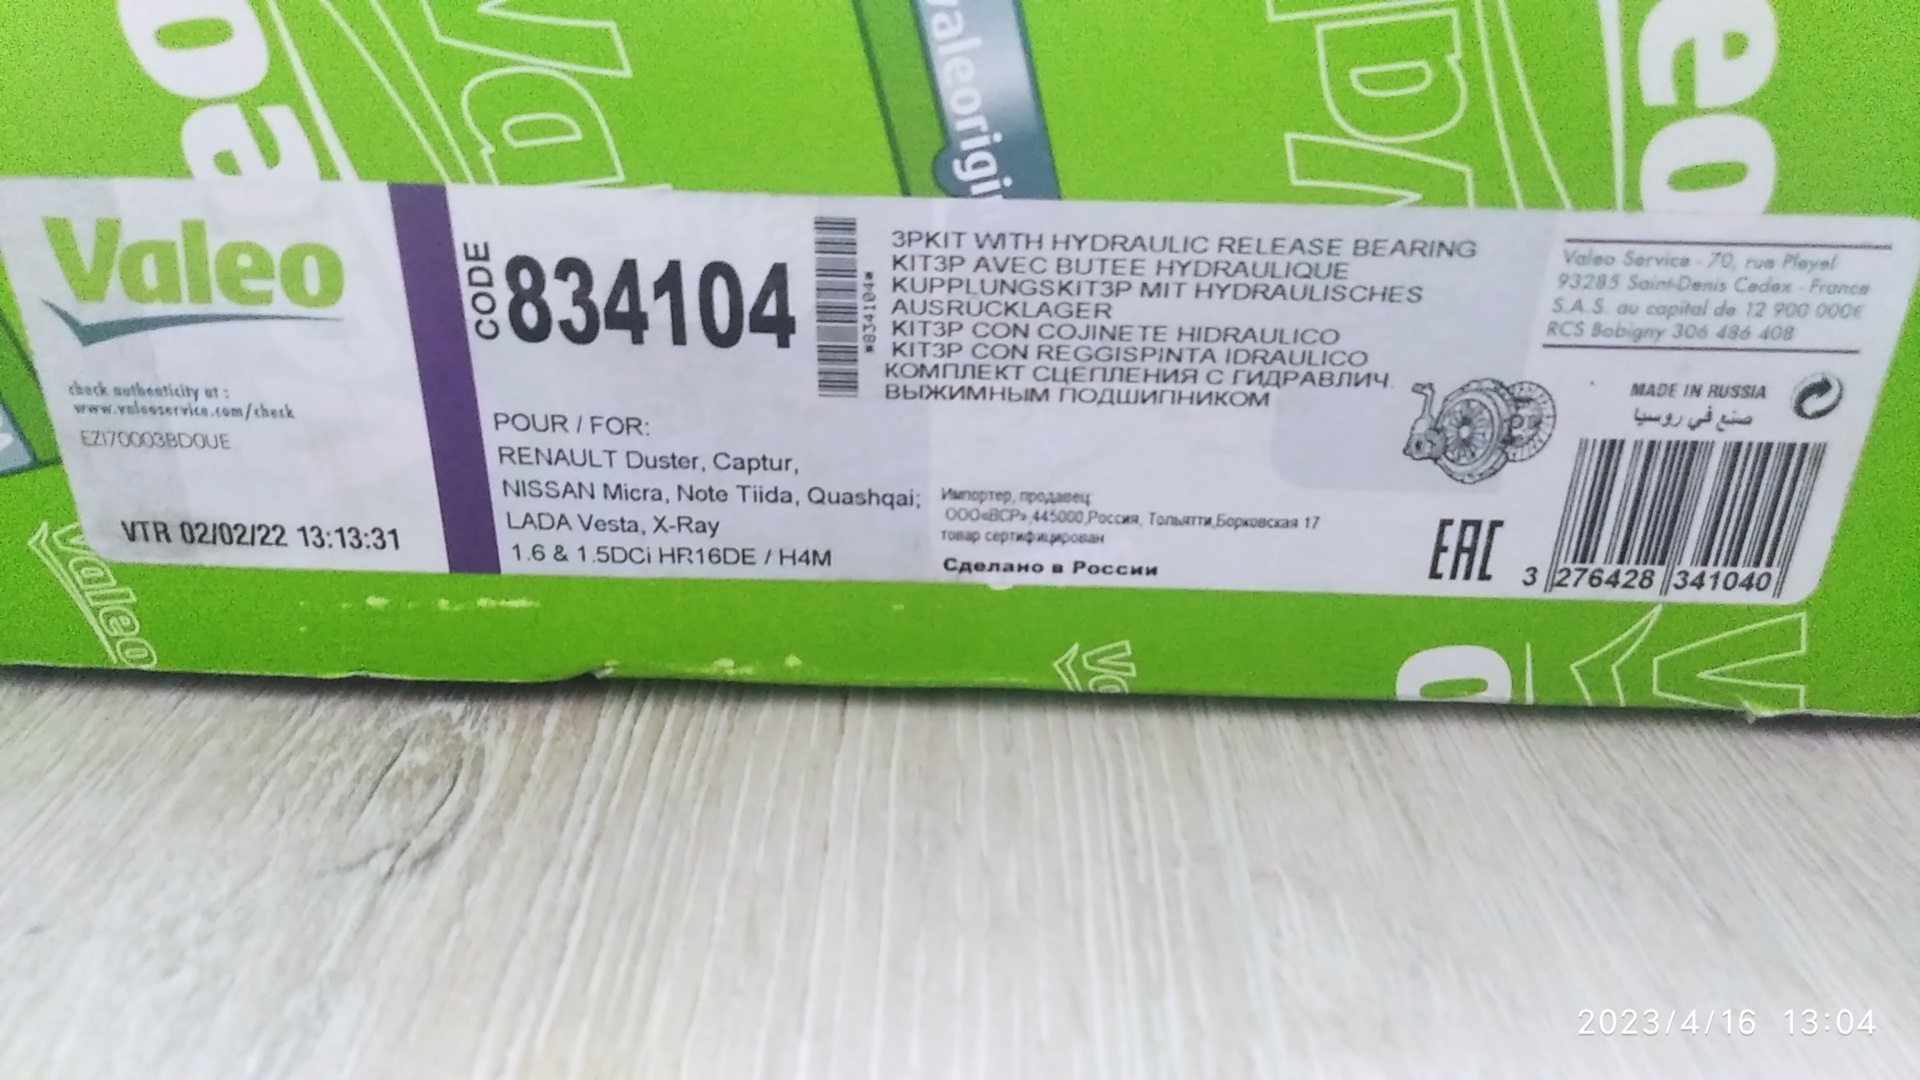 Valeo
check authenticity at :
www.valeoservice.com/check
EZI70003BD0UE
VTR 02/02/22 13:13:31
CODE
834104
*834104*
POUR / FOR:
RENAULT Duster, Captur,
NISSAN Micra, Note Tiida, Quashqai;
LADA Vesta, X-Ray
1.6 & 1.5DCi HR16DE / H4M
3PKIT WITH HYDRAULIC RELEASE BEARING
KIT3P AVEC BUTEE HYDRAULIQUE
KUPPLUNGSKIT3P MIT HYDRAULISCHES
AUSRUCKLAGER
KIT3P CON COJINETE HIDRAULICO
KIT3P CON REGGISPINTA IDRAULICO
КОМПЛЕКТ СЦЕПЛЕНИЯ С ГИДРАВЛИЧ.
ВЫЖИМНЫМ ПОДШИПНИКОМ
Импортер, продавец:
ООО«ВСР»,445000,Россия, Тольятти,Борковская 17
товар сертифицирован
Сделано в России
Valeo Service - 70, rue Pleyel
93285 Saint-Denis Cedex - France
S.A.S. au capital de 12 900 000€
RCS Bobigny 306 486 408
MADE IN RUSSIA
صنع في روسيا
EAC
3 276428 341040
valeorigi
Valeo
2023/4/16 13:04